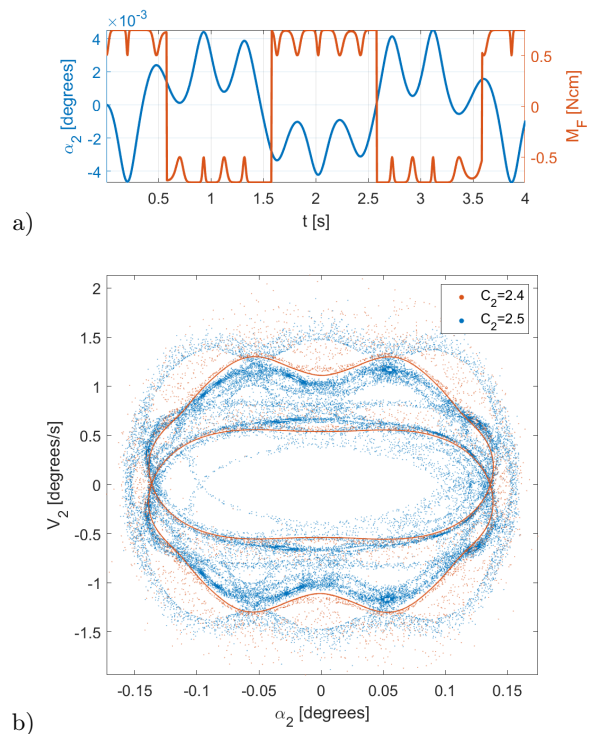 ×10⁻³
4
2
0
-2
-4
α₂ [degrees]
0.5
0
-0.5
M_F [Ncm]
0.5 1 1.5 2 2.5 3 3.5 4
t [s]
a)
C₂=2.4
C₂=2.5
2
1.5
1
0.5
0
-0.5
-1
-1.5
V₂ [degrees/s]
-0.15 -0.1 -0.05 0 0.05 0.1 0.15
α₂ [degrees]
b)